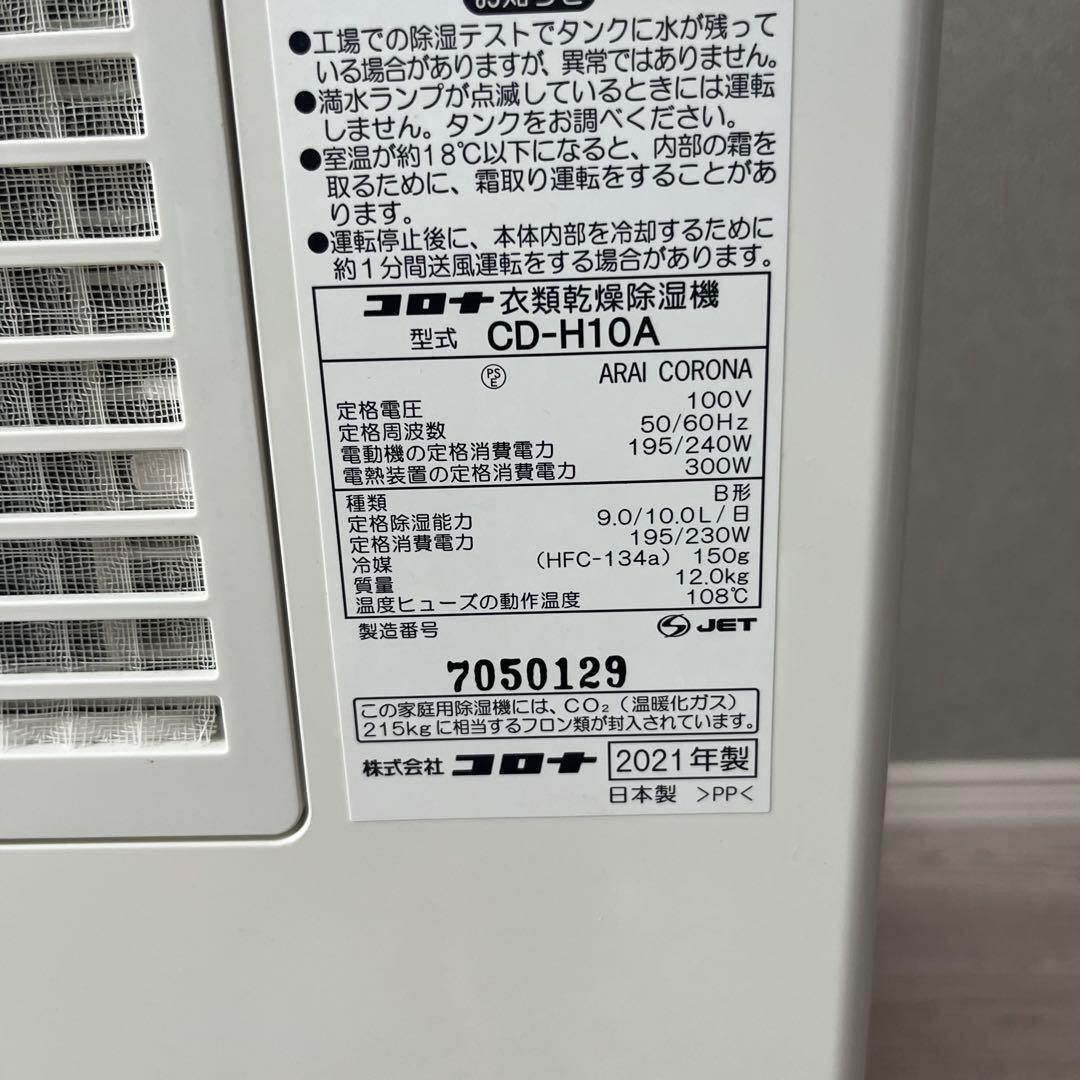 お知らせ
●工場での除湿テストでタンクに水が残って
いる場合がありますが、異常ではありません。
●満水ランプが点滅しているときには運転
しません。タンクをお調べください。
●室温が約18℃以下になると、内部の霜を
取るために、霜取り運転をすることがあ
ります。
●運転停止後に、本体内部を冷却するために
約1分間送風運転をする場合があります。
コロナ 衣類乾燥除湿機
型式 CD-H10A
PSE ARAI CORONA
定格電圧 100V
定格周波数 50/60Hz
電動機の定格消費電力 195/240W
電熱装置の定格消費電力 300W
種類 B形
定格除湿能力 9.0/10.0L/日
定格消費電力 195/230W
冷媒 (HFC-134a) 150g
質量 12.0kg
温度ヒューズの動作温度 108℃
製造番号 JET
7050129
この家庭用除湿機には、CO₂(温暖化ガス)
215kgに相当するフロン類が封入されています。
株式会社 コロナ 2021年製
日本製 >PP<